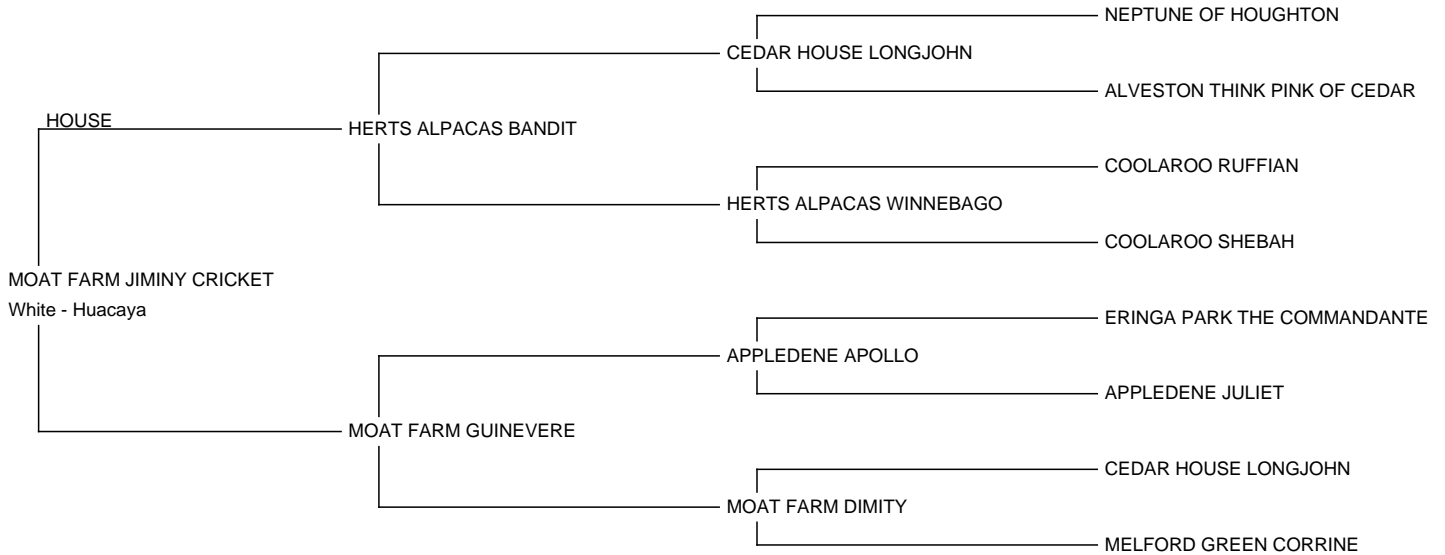 NEPTUNE OF HOUGHTON
CEDAR HOUSE LONGJOHN
ALVESTON THINK PINK OF CEDAR
HOUSE
HERTS ALPACAS BANDIT
COOLAROO RUFFIAN
HERTS ALPACAS WINNEBAGO
COOLAROO SHEBAH
MOAT FARM JIMINY CRICKET
White - Huacaya
ERINGA PARK THE COMMANDANTE
APPLEDENE APOLLO
APPLEDENE JULIET
MOAT FARM GUINEVERE
CEDAR HOUSE LONGJOHN
MOAT FARM DIMITY
MELFORD GREEN CORRINE